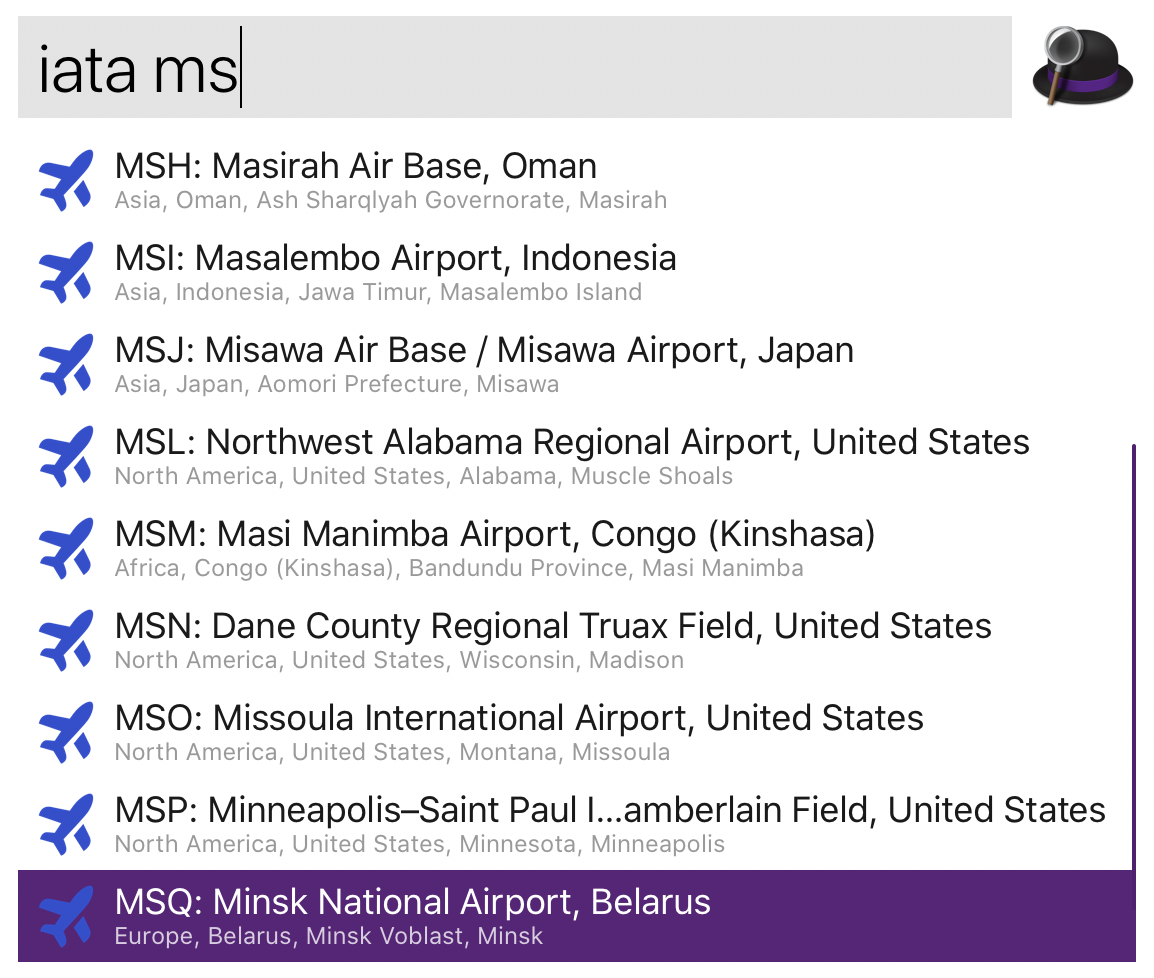 iata ms
MSH: Masirah Air Base, Oman
Asia, Oman, Ash Sharqlyah Governorate, Masirah
MSI: Masalembo Airport, Indonesia
Asia, Indonesia, Jawa Timur, Masalembo Island
MSJ: Misawa Air Base / Misawa Airport, Japan
Asia, Japan, Aomori Prefecture, Misawa
MSL: Northwest Alabama Regional Airport, United States
North America, United States, Alabama, Muscle Shoals
MSM: Masi Manimba Airport, Congo (Kinshasa)
Africa, Congo (Kinshasa), Bandundu Province, Masi Manimba
MSN: Dane County Regional Truax Field, United States
North America, United States, Wisconsin, Madison
MSO: Missoula International Airport, United States
North America, United States, Montana, Missoula
MSP: Minneapolis–Saint Paul I...amberlain Field, United States
North America, United States, Minnesota, Minneapolis
MSQ: Minsk National Airport, Belarus
Europe, Belarus, Minsk Voblast, Minsk